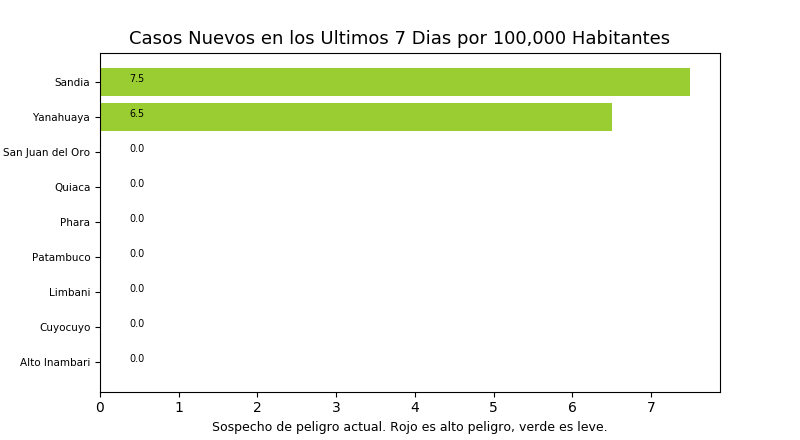 Casos Nuevos en los Ultimos 7 Dias por 100,000 Habitantes
Sandia 7.5
Yanahuaya 6.5
San Juan del Oro 0.0
Quiaca 0.0
Phara 0.0
Patambuco 0.0
Limbani 0.0
Cuyocuyo 0.0
Alto Inambari 0.0
0 1 2 3 4 5 6 7
Sospecho de peligro actual. Rojo es alto peligro, verde es leve.